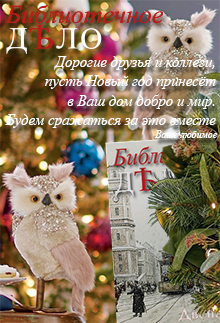 Библиотечное
дѢло
Дорогие друзья и коллеги,
пусть Новый год принесёт
в Ваш дом добро и мир.
Будем сражаться за это вместе
Ваше любимое
Библи
дѢ